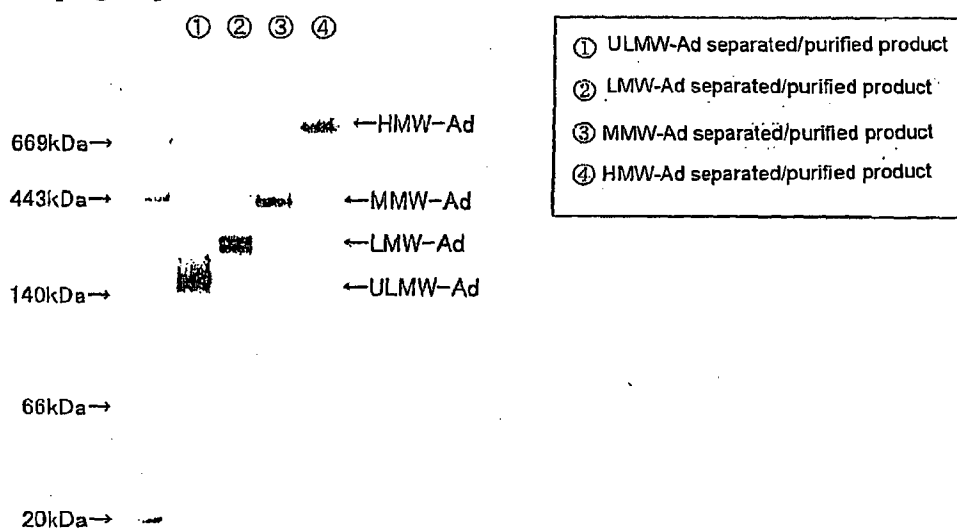 ① ② ③ ④
669kDa→
443kDa→
140kDa→
66kDa→
20kDa→
←HMW-Ad
←MMW-Ad
←LMW-Ad
←ULMW-Ad
① ULMW-Ad separated/purified product
② LMW-Ad separated/purified product
③ MMW-Ad separated/purified product
④ HMW-Ad separated/purified product